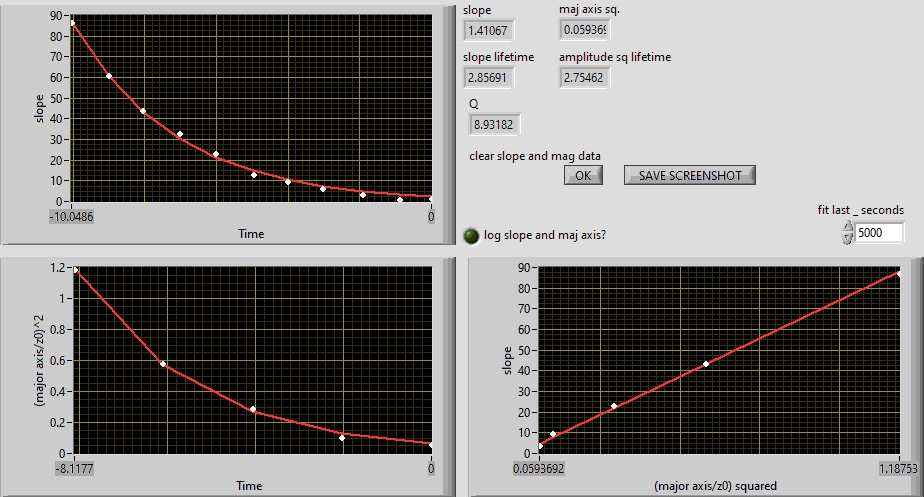 slope
1.41067
maj axis sq.
0.059369
slope lifetime
2.85691
amplitude sq lifetime
2.75462
Q
8.93182
clear slope and mag data
OK
SAVE SCREENSHOT
fit last _ seconds
5000
log slope and maj axis?
90
80
70
60
50
40
30
20
10
0
slope
-10.0486
0
Time
1.2
1
0.8
0.6
0.4
0.2
0
(major axis/z0)^2
-8.1177
0
Time
90
80
70
60
50
40
30
20
10
0
slope
0.0593692
1.18753
(major axis/z0) squared